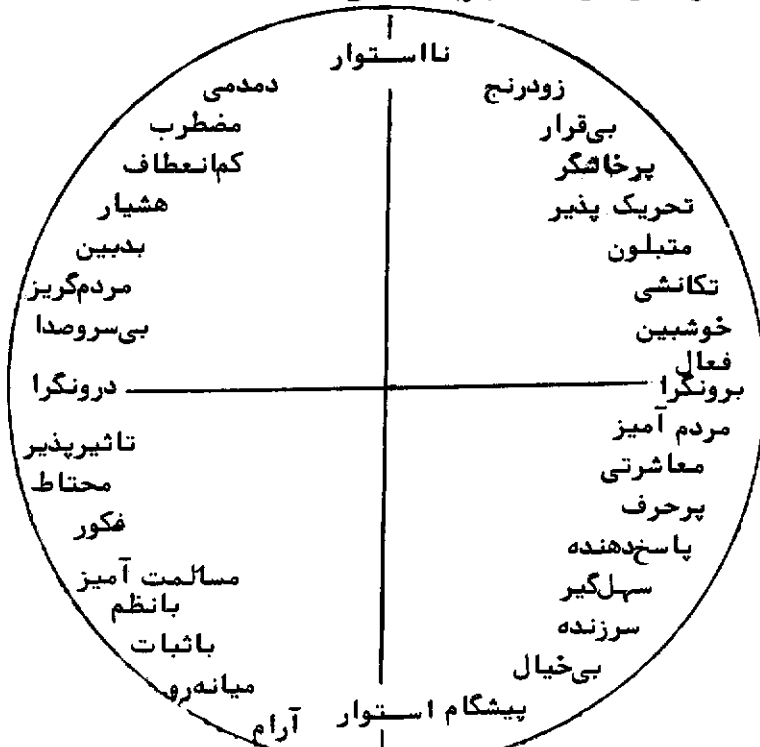 نااستوار
زودرنج
بی‌قرار
پرخاشگر
تحریک پذیر
متبلون
تکانشی
خوشبین
فعال
برونگرا
مردم آمیز
معاشرتی
پرحرف
پاسخ‌دهنده
سهل‌گیر
سرزنده
بی‌خیال
پیشگام
استوار
دمدمی
مضطرب
کم‌انعطاف
هشیار
بدبین
مردم‌گریز
بی‌سروصدا
درونگرا
تاثیرپذیر
محتاط
فکور
مسالمت آمیز
بانظم
باثبات
میانه‌رو
آرام